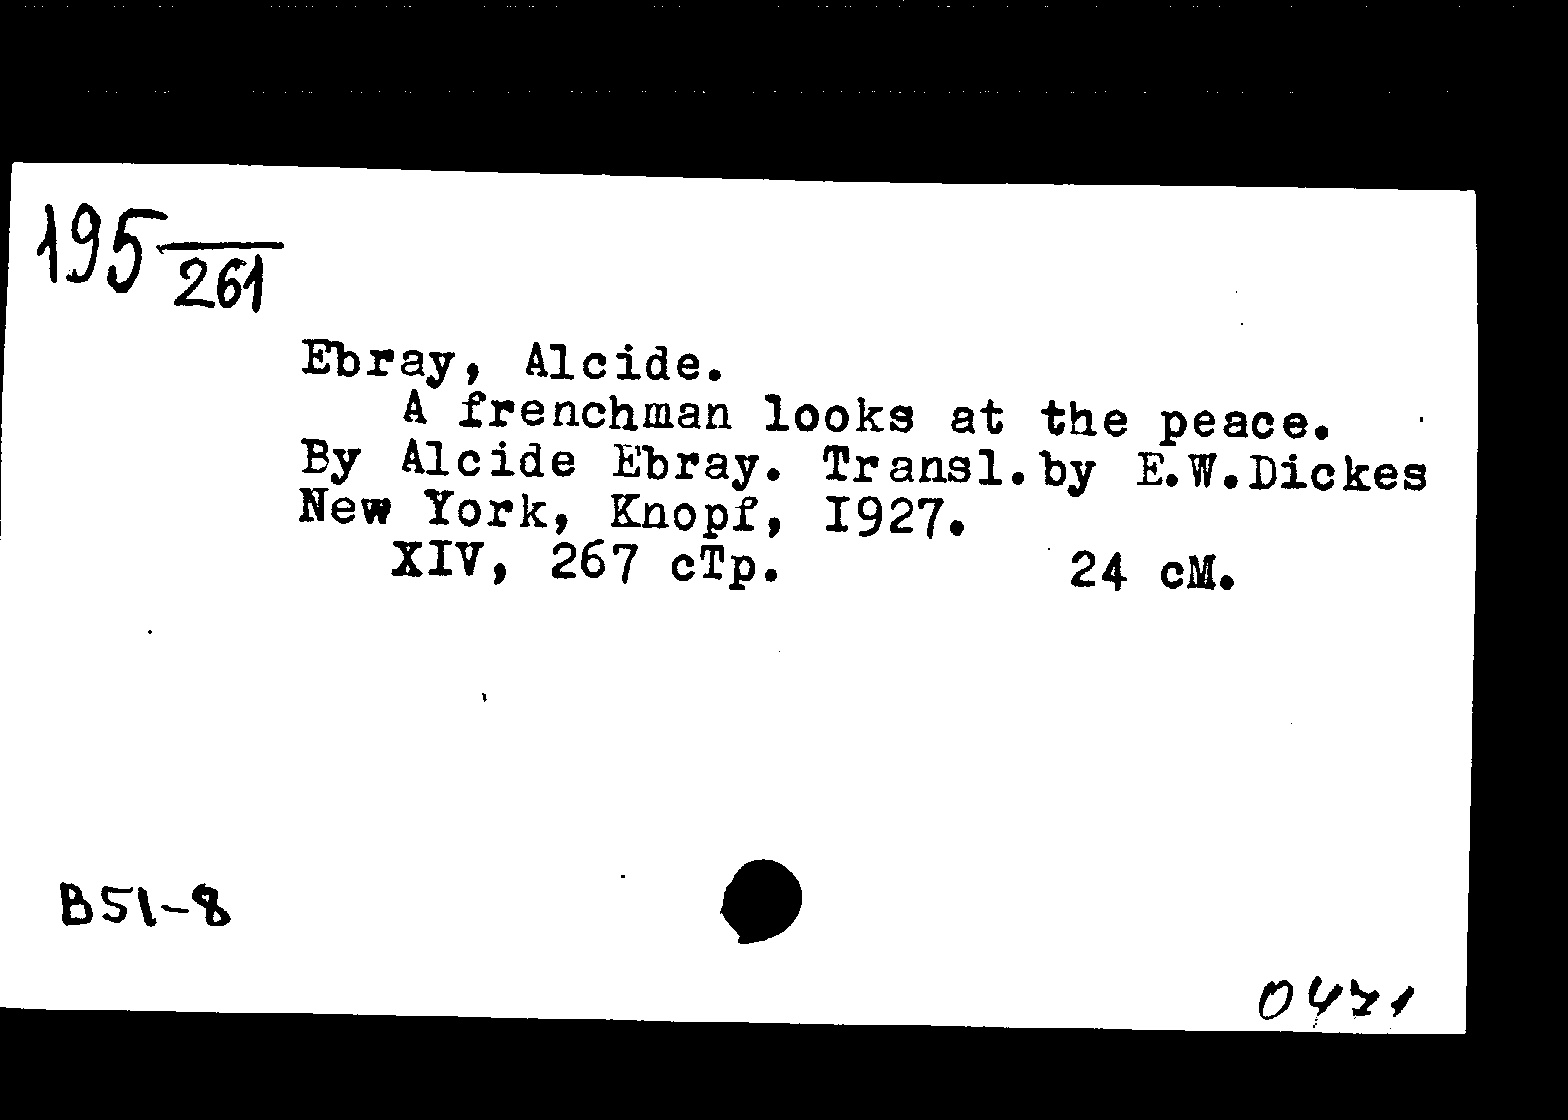 195/261
Ebray, Alcide.
A frenchman looks at the peace.
By Alcide Ebray. Transl.by E.W.Dickes
New York, Knopf, I927.
XIV, 267 cTp. 24 cM.
B51-8
0471